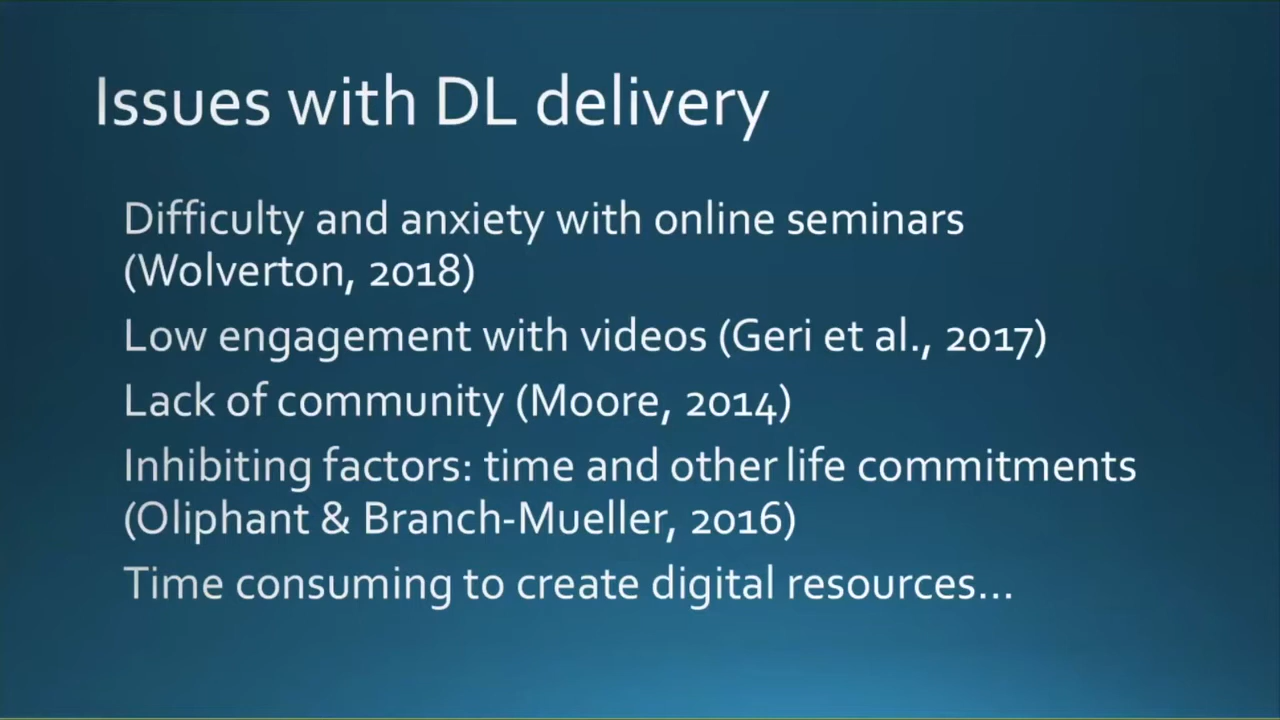 Issues with DL delivery
Difficulty and anxiety with online seminars
(Wolverton, 2018)
Low engagement with videos (Geri et al., 2017)
Lack of community (Moore, 2014)
Inhibiting factors: time and other life commitments
(Oliphant & Branch-Mueller, 2016)
Time consuming to create digital resources...